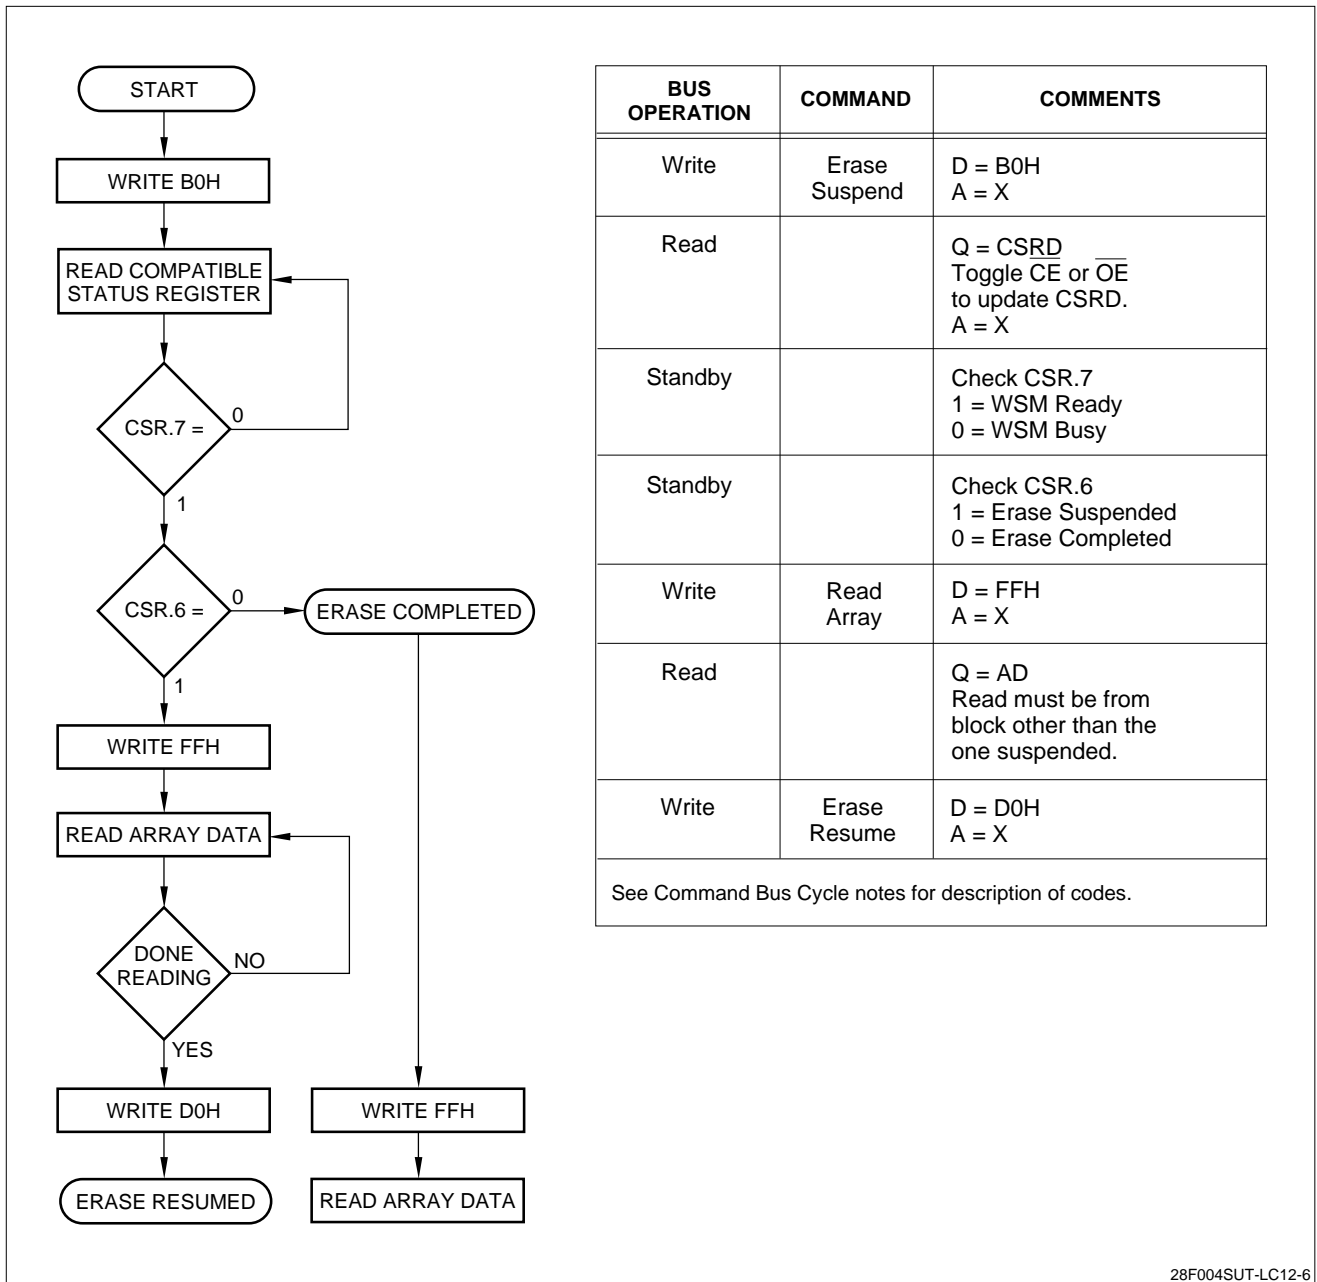 START
WRITE B0H
READ COMPATIBLE
STATUS REGISTER
CSR.7 =
0
1
CSR.6 =
0
ERASE COMPLETED
1
WRITE FFH
READ ARRAY DATA
DONE
READING
NO
YES
WRITE D0H
WRITE FFH
ERASE RESUMED
READ ARRAY DATA
BUS
OPERATION
COMMAND
COMMENTS
Write
Erase
Suspend
D = B0H
A = X
Read
Q = CSRD
Toggle C̅E̅ or O̅E̅
to update CSRD.
A = X
Standby
Check CSR.7
1 = WSM Ready
0 = WSM Busy
Standby
Check CSR.6
1 = Erase Suspended
0 = Erase Completed
Write
Read
Array
D = FFH
A = X
Read
Q = AD
Read must be from
block other than the
one suspended.
Write
Erase
Resume
D = D0H
A = X
See Command Bus Cycle notes for description of codes.
28F004SUT-LC12-6